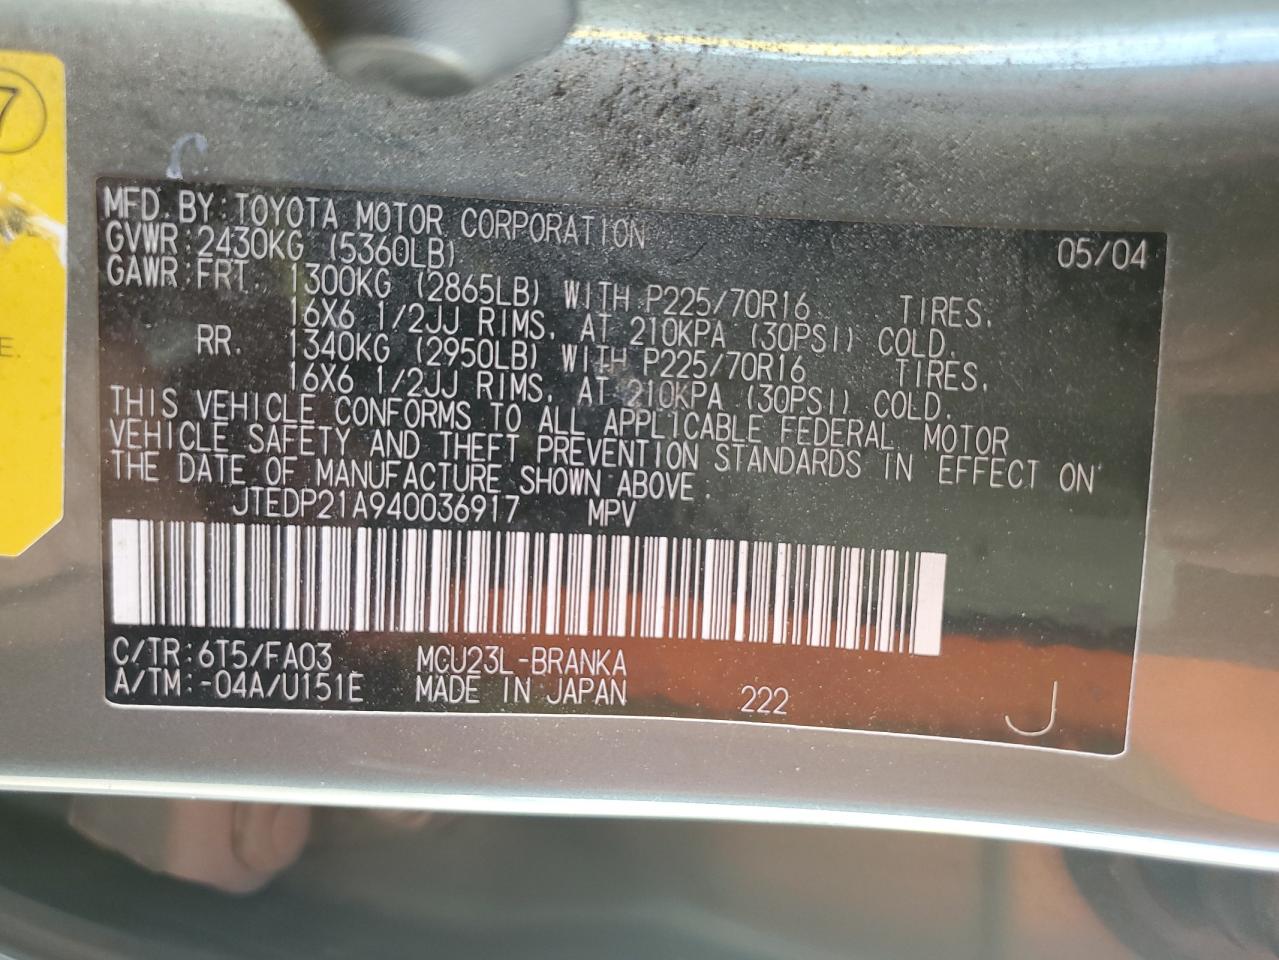 7
E.
MFD. BY: TOYOTA MOTOR CORPORATION 05/04
GVWR: 2430KG (5360LB)
GAWR: FRT. 1300KG (2865LB) WITH P225/70R16 TIRES,
16X6 1/2JJ RIMS, AT 210KPA (30PSI) COLD.
RR. 1340KG (2950LB) WITH P225/70R16 TIRES,
16X6 1/2JJ RIMS, AT 210KPA (30PSI) COLD.
THIS VEHICLE CONFORMS TO ALL APPLICABLE FEDERAL MOTOR
VEHICLE SAFETY AND THEFT PREVENTION STANDARDS IN EFFECT ON
THE DATE OF MANUFACTURE SHOWN ABOVE.
JTEDP21A940036917 MPV
C/TR: 6T5/FA03 MCU23L-BRANKA
A/TM: -04A/U151E MADE IN JAPAN 222 J